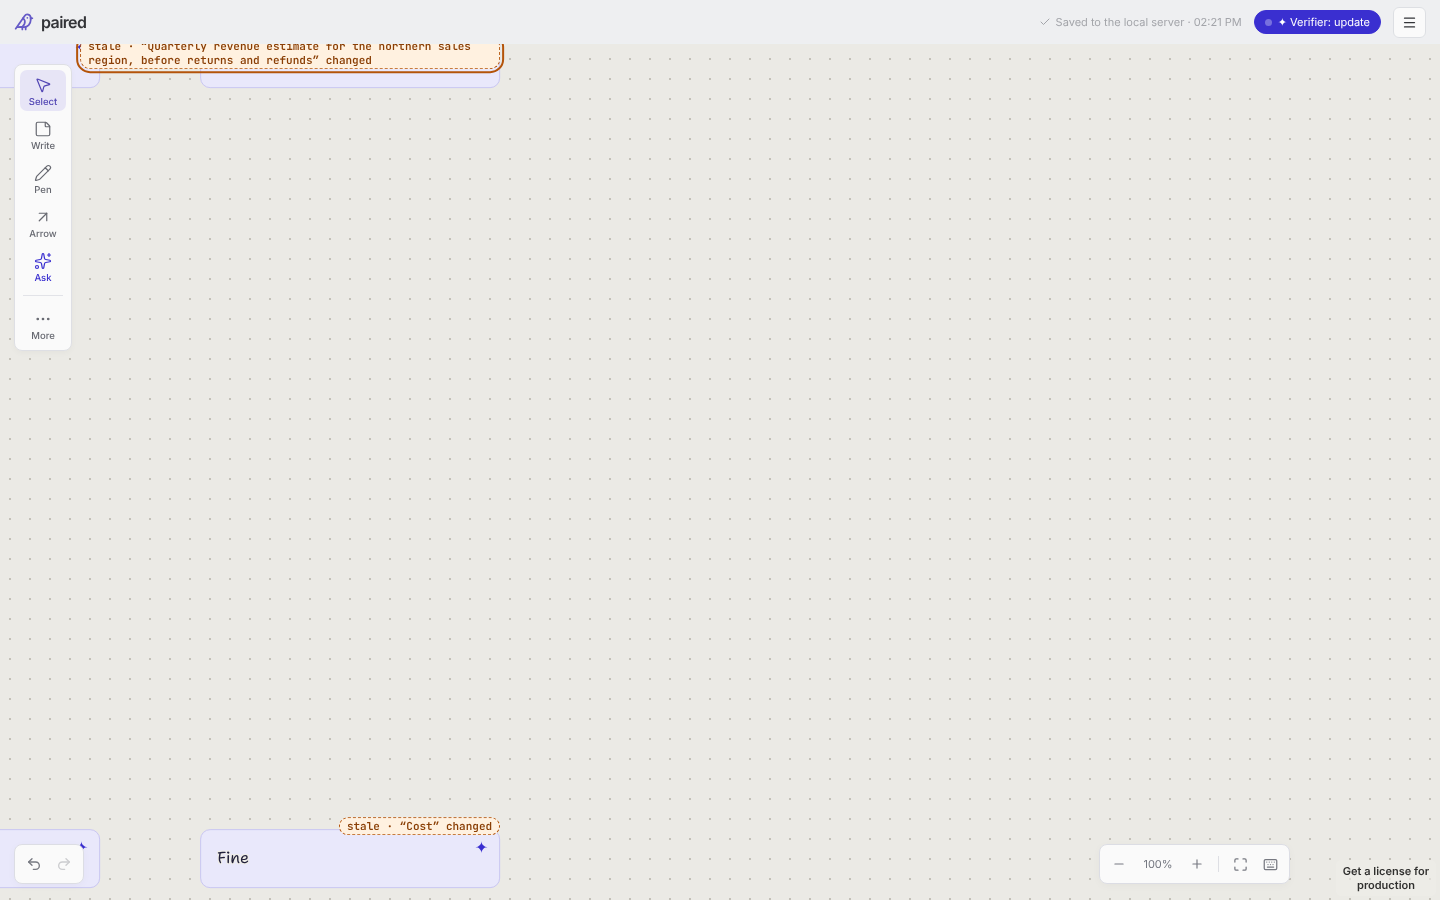 paired
Saved to the local server · 02:21 PM
✦ Verifier: update
stale · “Quarterly revenue estimate for the northern sales
region, before returns and refunds” changed
Select
Write
Pen
Arrow
Ask
More
stale · “Cost” changed
Fine
100%
Get a license for
production